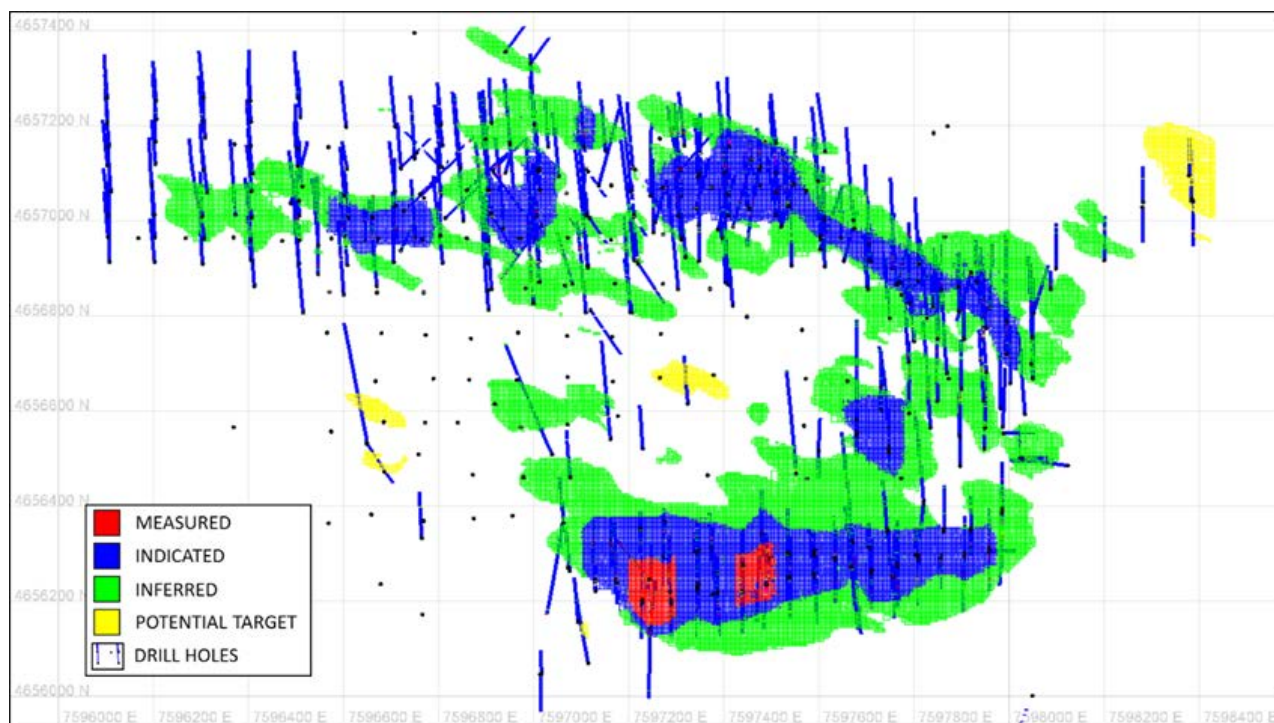 4657400 N
4657200 N
4657000 N
4656800 N
4656600 N
4656400 N
4656200 N
4656000 N
MEASURED
INDICATED
INFERRED
POTENTIAL TARGET
DRILL HOLES
7596000 E 7596200 E 7596400 E 7596600 E 7596800 E 7597000 E 7597200 E 7597400 E 7597600 E 7597800 E 7598000 E 7598200 E 7598400 E